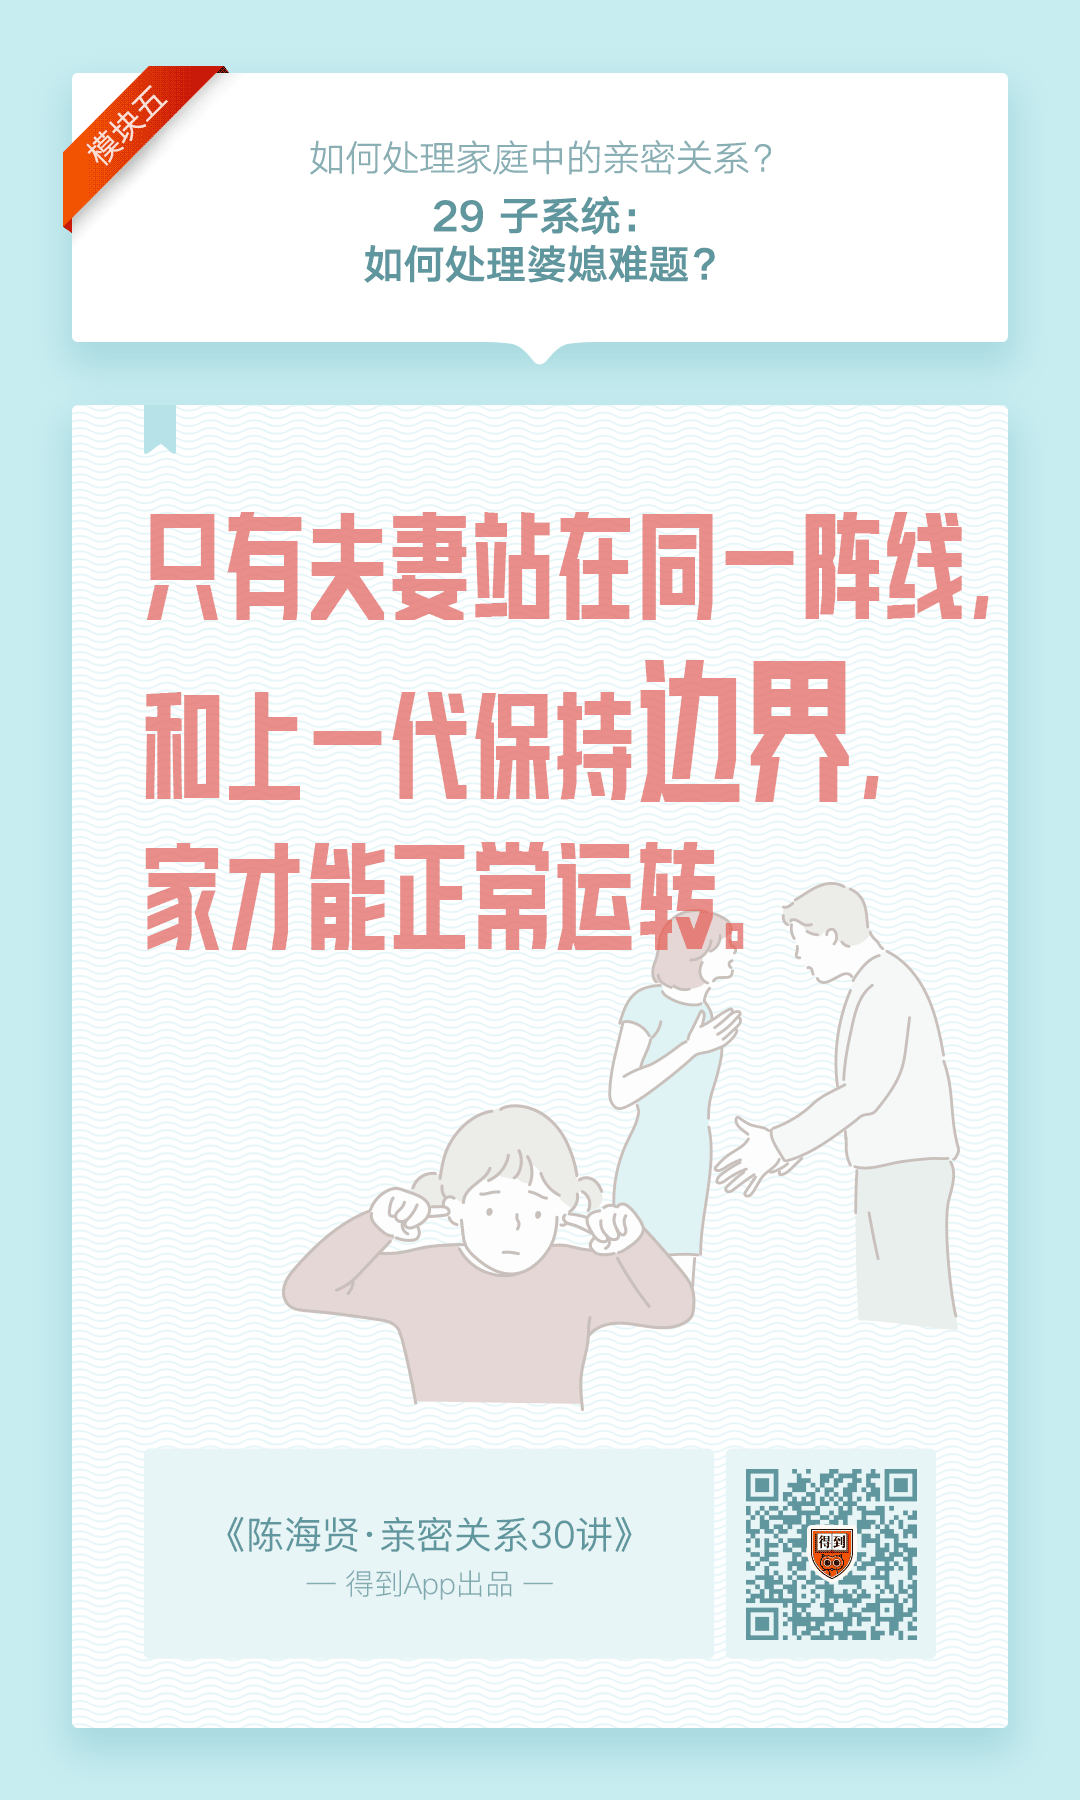 模块五
如何处理家庭中的亲密关系？
29 子系统：
如何处理婆媳难题？
只有夫妻站在同一阵线，
和上一代保持边界，
家才能正常运转。
《陈海贤·亲密关系30讲》
— 得到App出品 —
得到